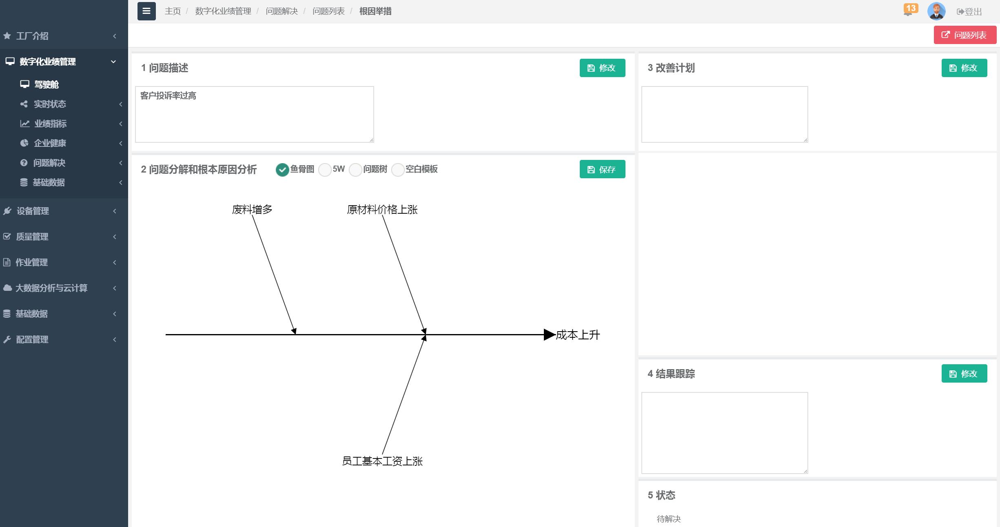 主页 / 数字化业绩管理 / 问题解决 / 问题列表 / 根因举措
13
登出
问题列表
工厂介绍
数字化业绩管理
驾驶舱
实时状态
业绩指标
企业健康
问题解决
基础数据
设备管理
质量管理
作业管理
大数据分析与云计算
基础数据
配置管理
1 问题描述
修改
客户投诉率过高
2 问题分解和根本原因分析
鱼骨图 5W 问题树 空白模板
保存
废料增多
原材料价格上涨
成本上升
员工基本工资上涨
3 改善计划
修改
4 结果跟踪
修改
5 状态
待解决